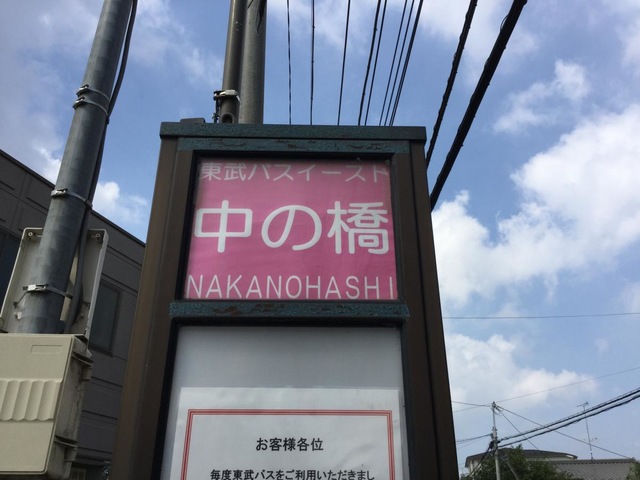 東武バスイースト
中の橋
NAKANOHASHI
お客様各位
毎度東武バスをご利用いただきまし